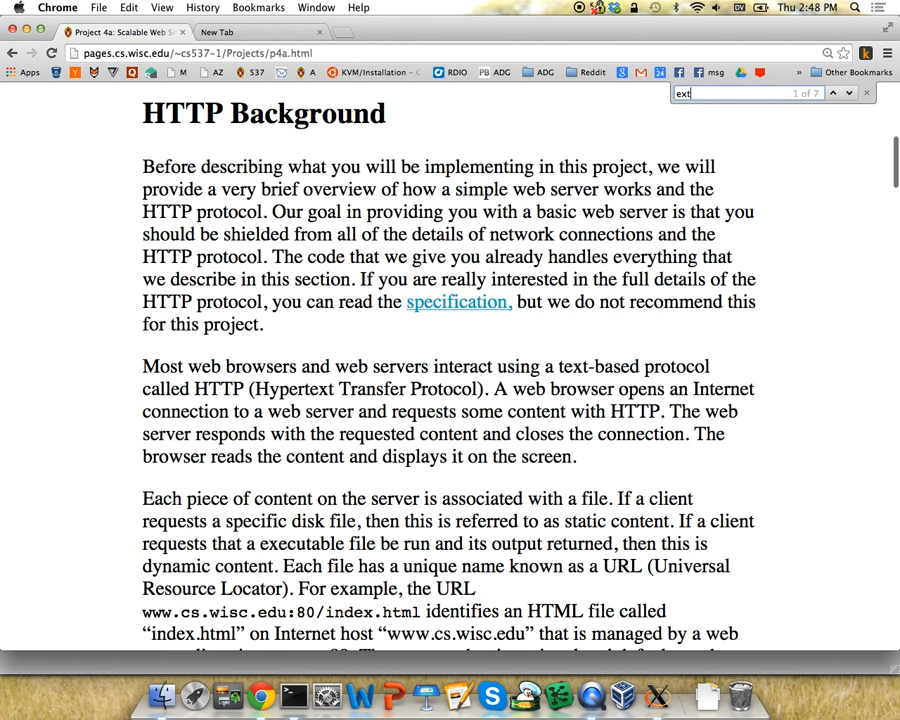 Chrome File Edit View History Bookmarks Window Help Thu 2:48 PM
Project 4a: Scalable Web S New Tab
pages.cs.wisc.edu/~cs537-1/Projects/p4a.html
Apps M AZ 537 A KVM/Installation - RDIO PB ADG ADG Reddit msg » Other Bookmarks
ext 1 of 7
HTTP Background
Before describing what you will be implementing in this project, we will
provide a very brief overview of how a simple web server works and the
HTTP protocol. Our goal in providing you with a basic web server is that you
should be shielded from all of the details of network connections and the
HTTP protocol. The code that we give you already handles everything that
we describe in this section. If you are really interested in the full details of the
HTTP protocol, you can read the specification, but we do not recommend this
for this project.
Most web browsers and web servers interact using a text-based protocol
called HTTP (Hypertext Transfer Protocol). A web browser opens an Internet
connection to a web server and requests some content with HTTP. The web
server responds with the requested content and closes the connection. The
browser reads the content and displays it on the screen.
Each piece of content on the server is associated with a file. If a client
requests a specific disk file, then this is referred to as static content. If a client
requests that a executable file be run and its output returned, then this is
dynamic content. Each file has a unique name known as a URL (Universal
Resource Locator). For example, the URL
www.cs.wisc.edu:80/index.html identifies an HTML file called
“index.html” on Internet host “www.cs.wisc.edu” that is managed by a web